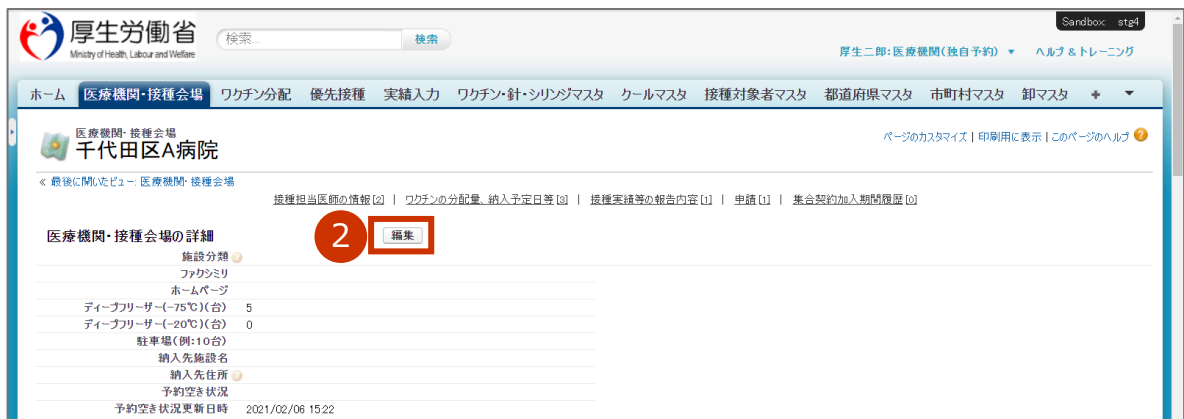 Sandbox: stg4
厚生労働省
Ministry of Health, Labour and Welfare
検索...
検索
厚生二郎:医療機関(独自予約) ▼ ヘルプ & トレーニング
ホーム 医療機関・接種会場 ワクチン分配 優先接種 実績入力 ワクチン・針・シリンジマスタ クールマスタ 接種対象者マスタ 都道府県マスタ 市町村マスタ 卸マスタ + ▼
医療機関・接種会場
千代田区A病院
ページのカスタマイズ | 印刷用に表示 | このページのヘルプ ?
« 最後に開いたビュー: 医療機関・接種会場
接種担当医師の情報[2] | ワクチンの分配量、納入予定日等[3] | 接種実績等の報告内容[1] | 申請[1] | 集合契約加入期間履歴[0]
医療機関・接種会場の詳細
2
編集
施設分類 ?
ファクシミリ
ホームページ
ディープフリーザー(-75℃)(台) 5
ディープフリーザー(-20℃)(台) 0
駐車場(例:10台)
納入先施設名
納入先住所 ?
予約空き状況
予約空き状況更新日時 2021/02/06 15:22